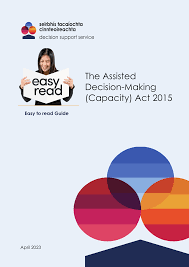 seirbhís tacaíochta
cinnteoireachta
decision support service
easy
read
Easy to read Guide
The Assisted
Decision-Making
(Capacity) Act 2015
April 2023